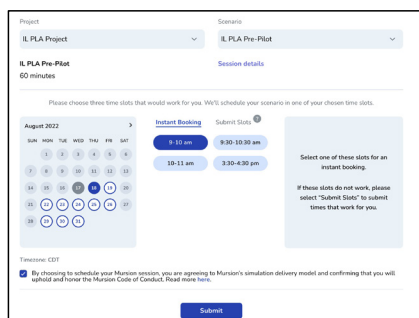 Project
Scenario
IL PLA Project
IL PLA Pre-Pilot
IL PLA Pre-Pilot
Session details
60 minutes
Please choose three time slots that would work for you. We'll schedule your scenario in one of your chosen time slots.
August 2022 >
Instant Booking
Submit Slots ?
SUN MON TUE WED THU FRI SAT
1 2 3 4 5 6
7 8 9 10 11 12 13
14 15 16 17 18 19 20
21 22 23 24 25 26 27
28 29 30 31
9-10 am
9:30-10:30 am
10-11 am
3:30-4:30 pm
Select one of these slots for an
instant booking.
If these slots do not work, please
select "Submit Slots" to submit
times that work for you.
Timezone: CDT
By choosing to schedule your Mursion session, you are agreeing to Mursion's simulation delivery model and confirming that you will
uphold and honor the Mursion Code of Conduct. Read more here.
Submit